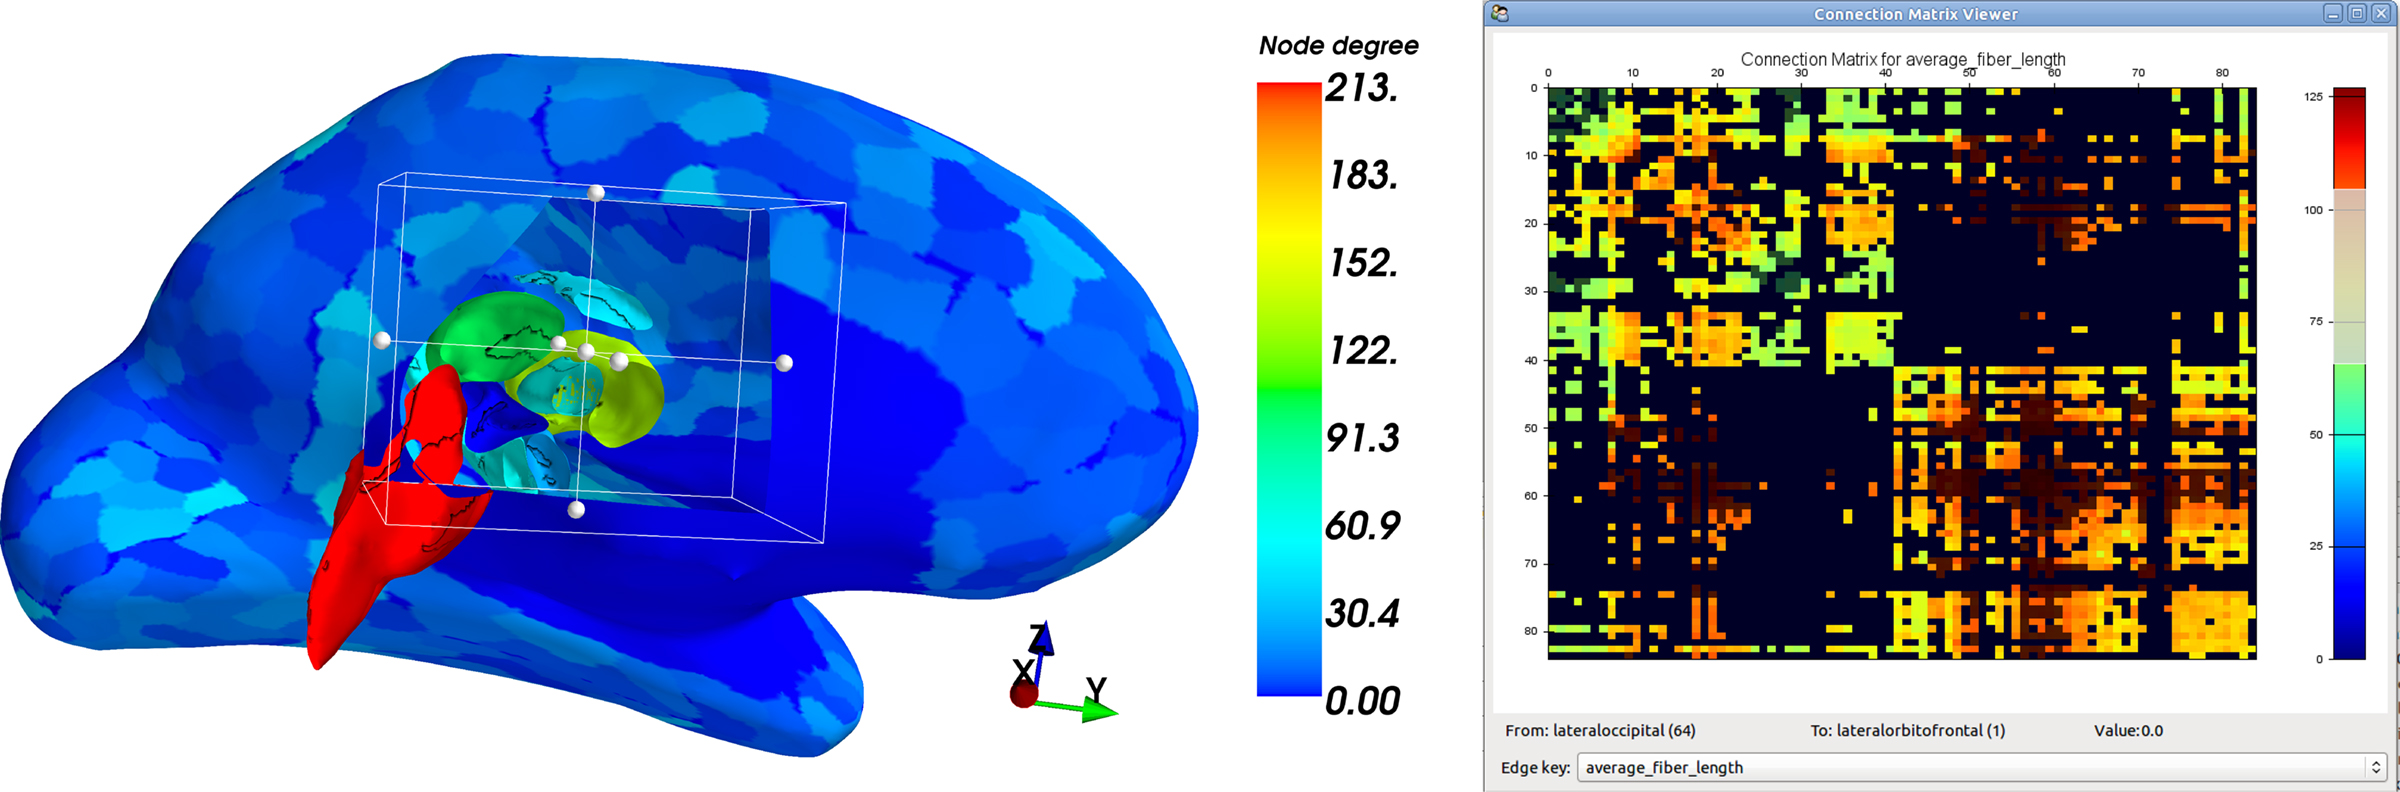 Node degree
213.
183.
152.
122.
91.3
60.9
30.4
0.00
Z
X
Y
Connection Matrix Viewer
Connection Matrix for average_fiber_length
0 10 20 30 40 50 60 70 80
0
10
20
30
40
50
60
70
80
125
100
75
50
25
0
From: lateraloccipital (64) To: lateralorbitofrontal (1) Value:0.0
Edge key: average_fiber_length